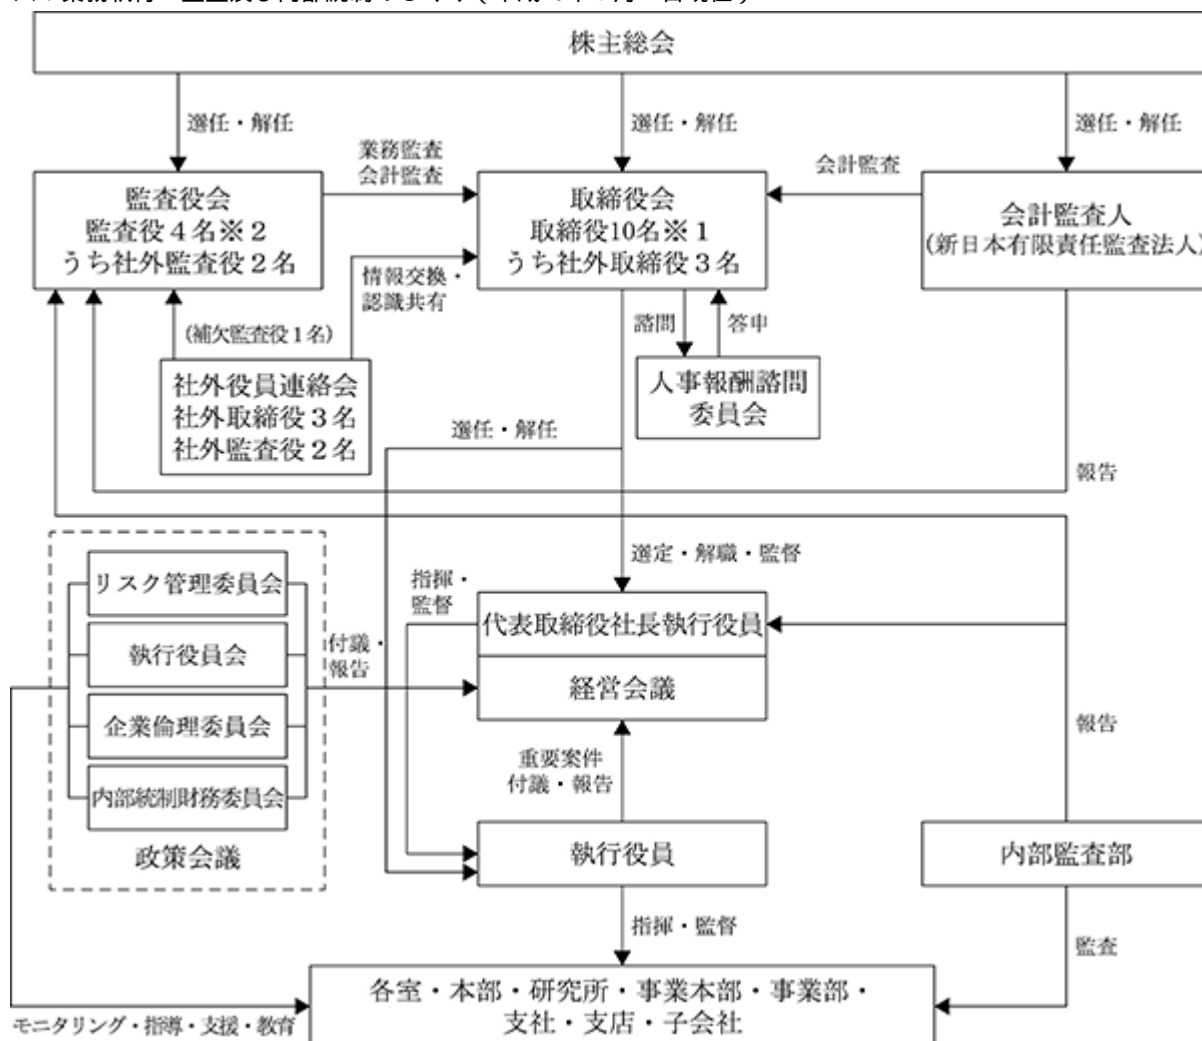 株主総会
選任・解任
選任・解任
選任・解任
業務監査
会計監査
会計監査
監査役会
監査役4名※2
うち社外監査役2名
取締役会
取締役10名※1
うち社外取締役3名
会計監査人
(新日本有限責任監査法人)
情報交換・
認識共有
(補欠監査役1名)
諮問
答申
社外役員連絡会
社外取締役3名
社外監査役2名
人事報酬諮問
委員会
選任・解任
報告
選定・解職・監督
リスク管理委員会
執行役員会
企業倫理委員会
内部統制財務委員会
政策会議
指揮・
監督
付議・
報告
代表取締役社長執行役員
経営会議
報告
重要案件
付議・報告
執行役員
内部監査部
指揮・監督
監査
各室・本部・研究所・事業本部・事業部・
支社・支店・子会社
モニタリング・指導・支援・教育